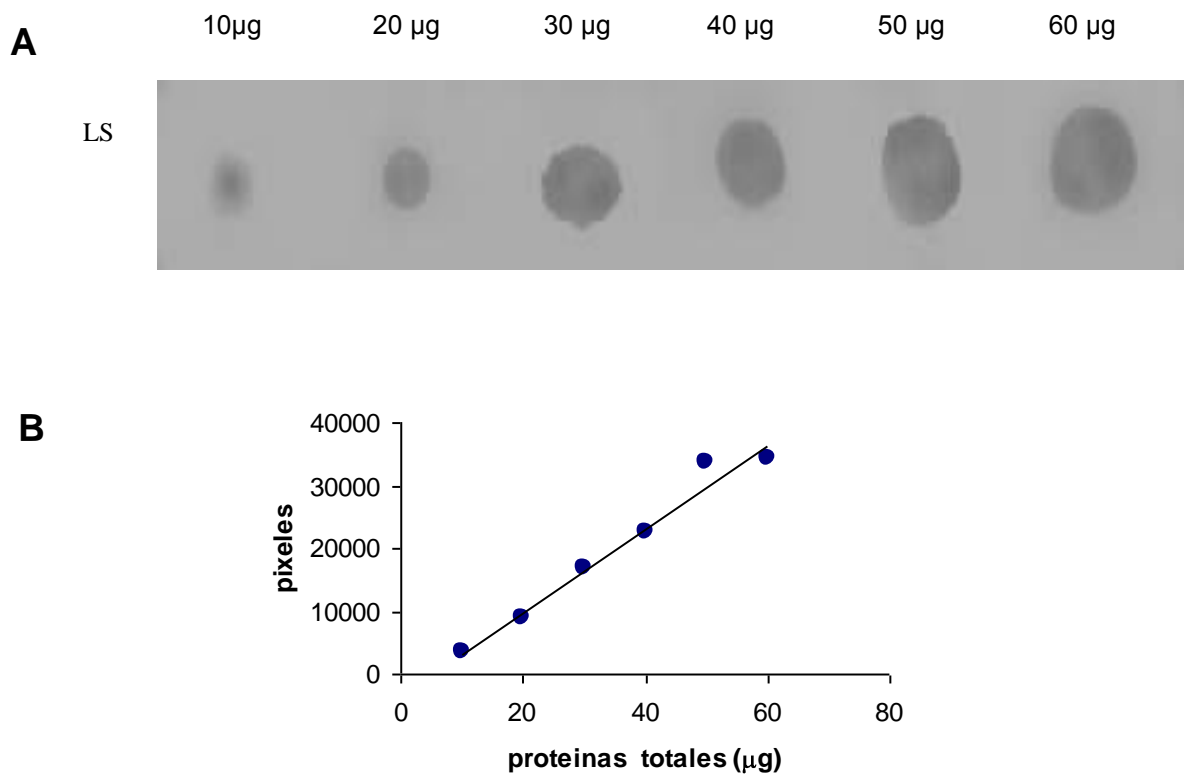 A
10µg 20 µg 30 µg 40 µg 50 µg 60 µg
LS
B
40000
30000
20000
10000
0
pixeles
0 20 40 60 80
proteinas totales (µg)